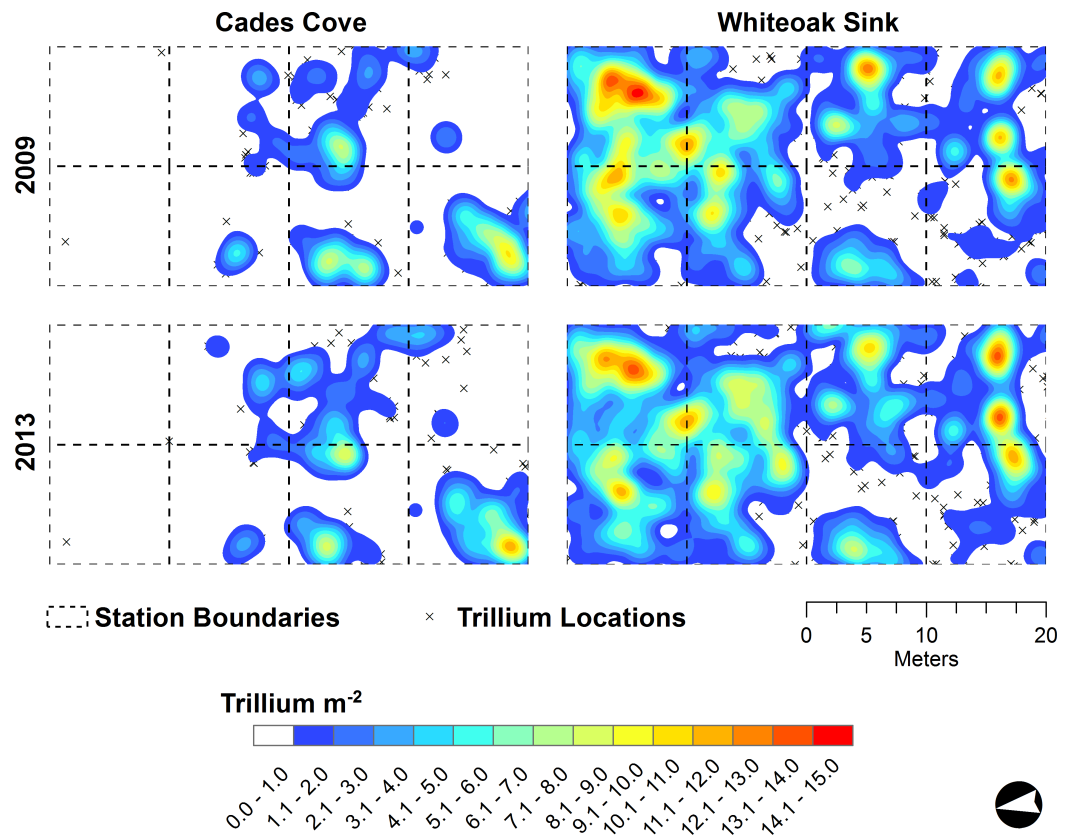 Cades Cove Whiteoak Sink
2009
2013
Station Boundaries × Trillium Locations
0 5 10 20
Meters
Trillium m-2
0.0 - 1.0 1.1 - 2.0 2.1 - 3.0 3.1 - 4.0 4.1 - 5.0 5.1 - 6.0 6.1 - 7.0 7.1 - 8.0 8.1 - 9.0 9.1 - 10.0 10.1 - 11.0 11.1 - 12.0 12.1 - 13.0 13.1 - 14.0 14.1 - 15.0